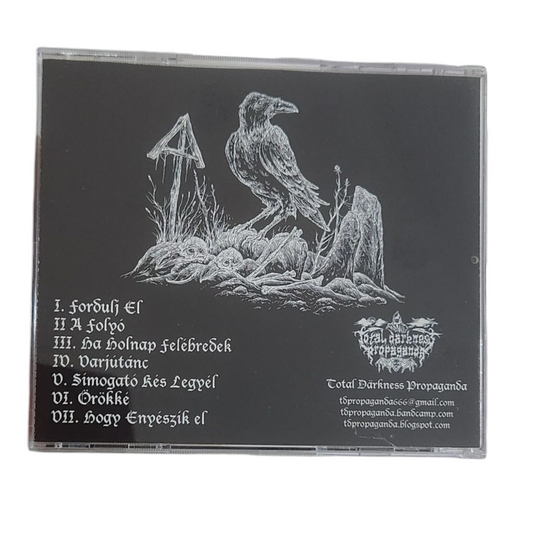 I. Fordulj El
II A Folyó
III. Ha Holnap Felébredek
IV. Varjútánc
V. Simogató Kés Legyél
VI. Örökké
VII. Hogy Enyészik el
total darkness
propaganda
Total Därkness Propaganda
tdpropaganda666@gmail.com
tdpropaganda.bandcamp.com
tdpropaganda.blogspot.com